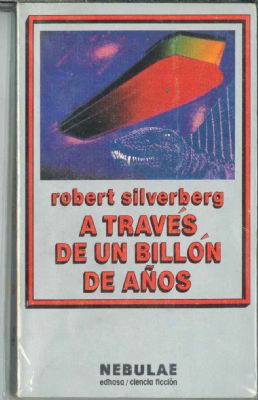 robert silverberg
A TRAVÉS
DE UN BILLÓN
DE AÑOS
NEBULAE
edhasa / ciencia ficción